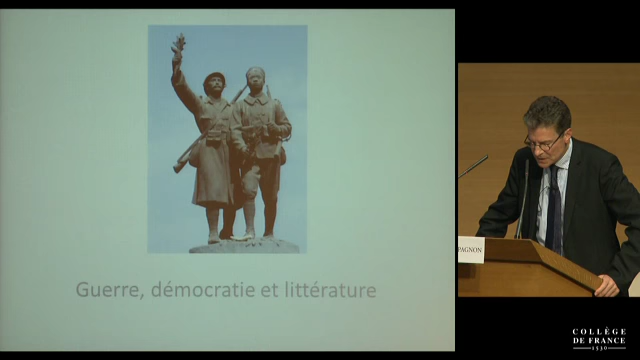 Guerre, démocratie et littérature
PAGNON
COLLÈGE
DE FRANCE
1530